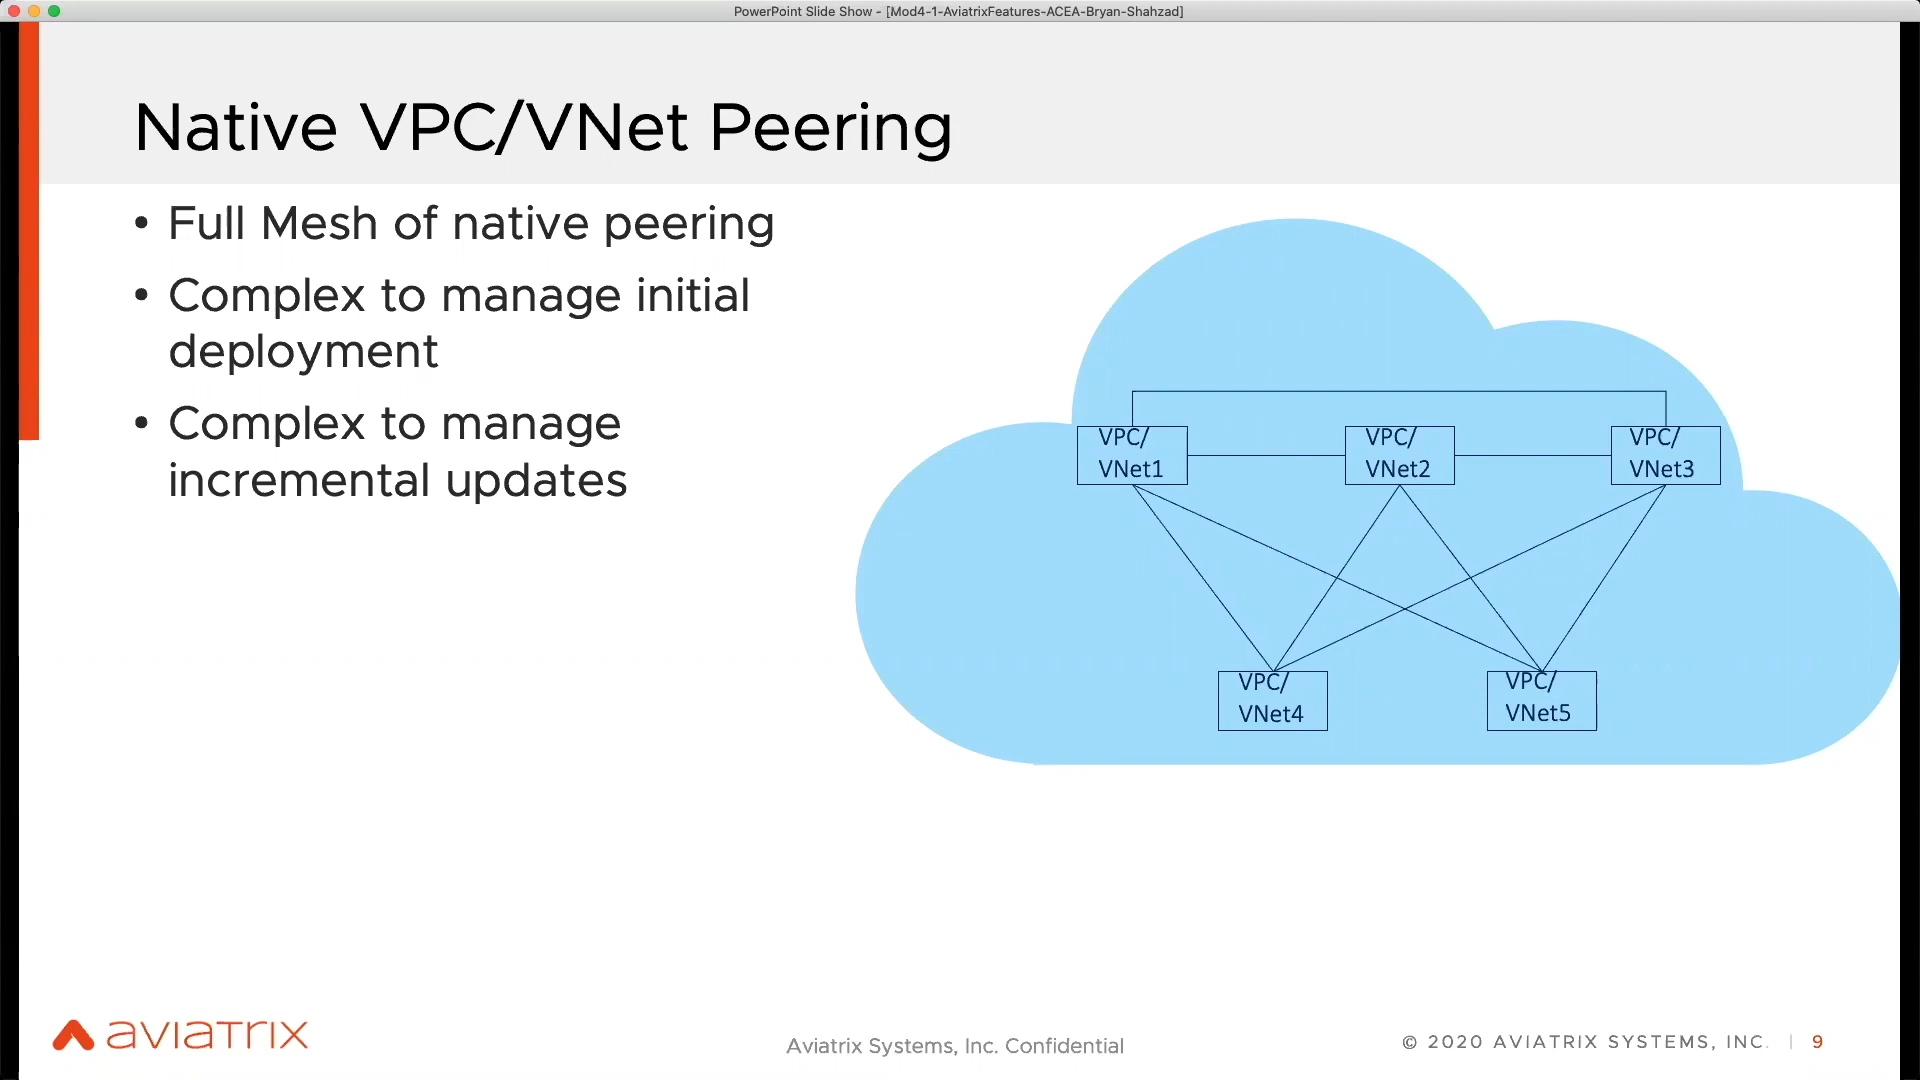 PowerPoint Slide Show - [Mod4-1-AviatrixFeatures-ACEA-Bryan-Shahzad]
Native VPC/VNet Peering
• Full Mesh of native peering
• Complex to manage initial
deployment
• Complex to manage
incremental updates
VPC/
VNet1
VPC/
VNet2
VPC/
VNet3
VPC/
VNet4
VPC/
VNet5
aviatrix
Aviatrix Systems, Inc. Confidential
© 2020 AVIATRIX SYSTEMS, INC. | 9